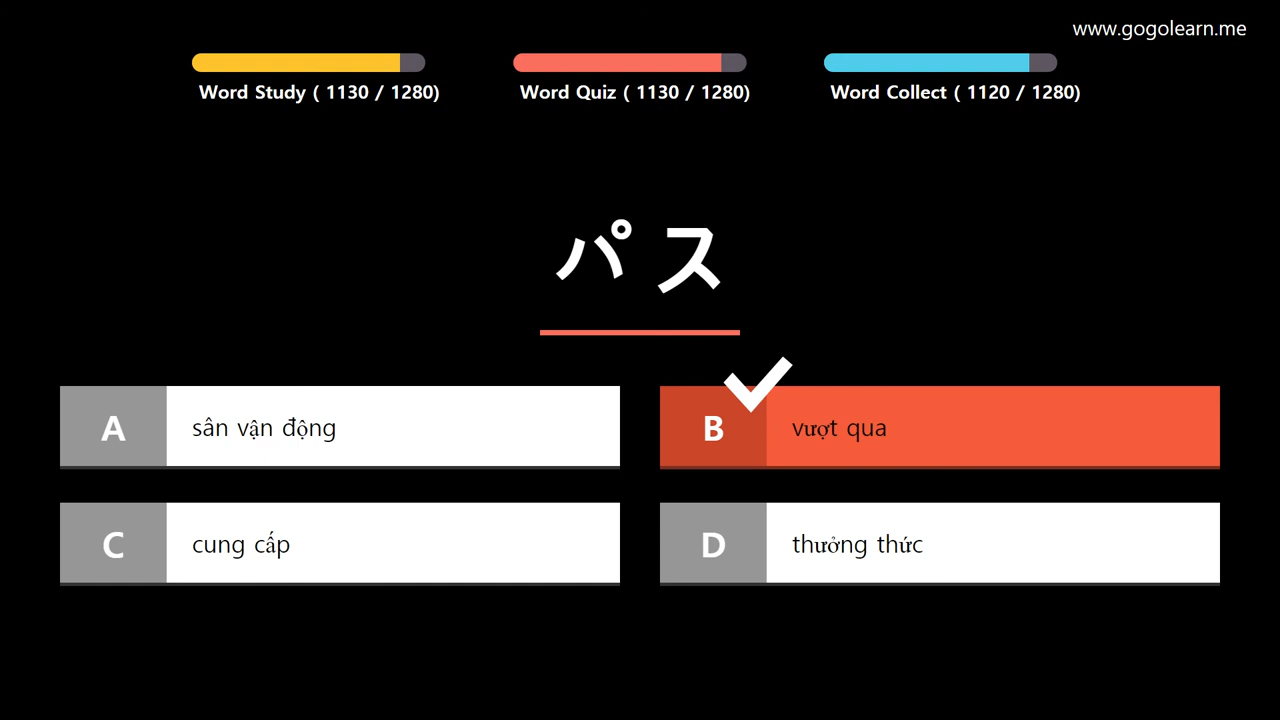 www.gogolearn.me
Word Study ( 1130 / 1280)
Word Quiz ( 1130 / 1280)
Word Collect ( 1120 / 1280)
パス
A
sân vận động
B
vượt qua
C
cung cấp
D
thưởng thức